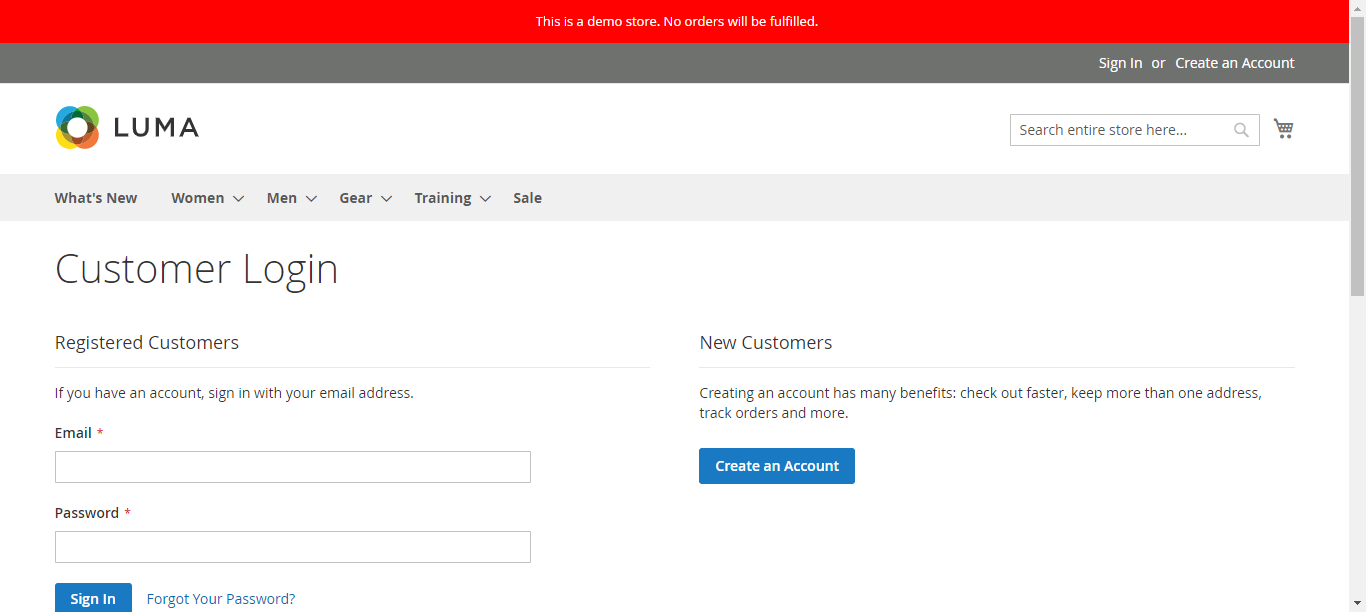 This is a demo store. No orders will be fulfilled.
Sign In or Create an Account
LUMA
Search entire store here...
What's New Women Men Gear Training Sale
Customer Login
Registered Customers
If you have an account, sign in with your email address.
Email *
Password *
Sign In Forgot Your Password?
New Customers
Creating an account has many benefits: check out faster, keep more than one address,
track orders and more.
Create an Account